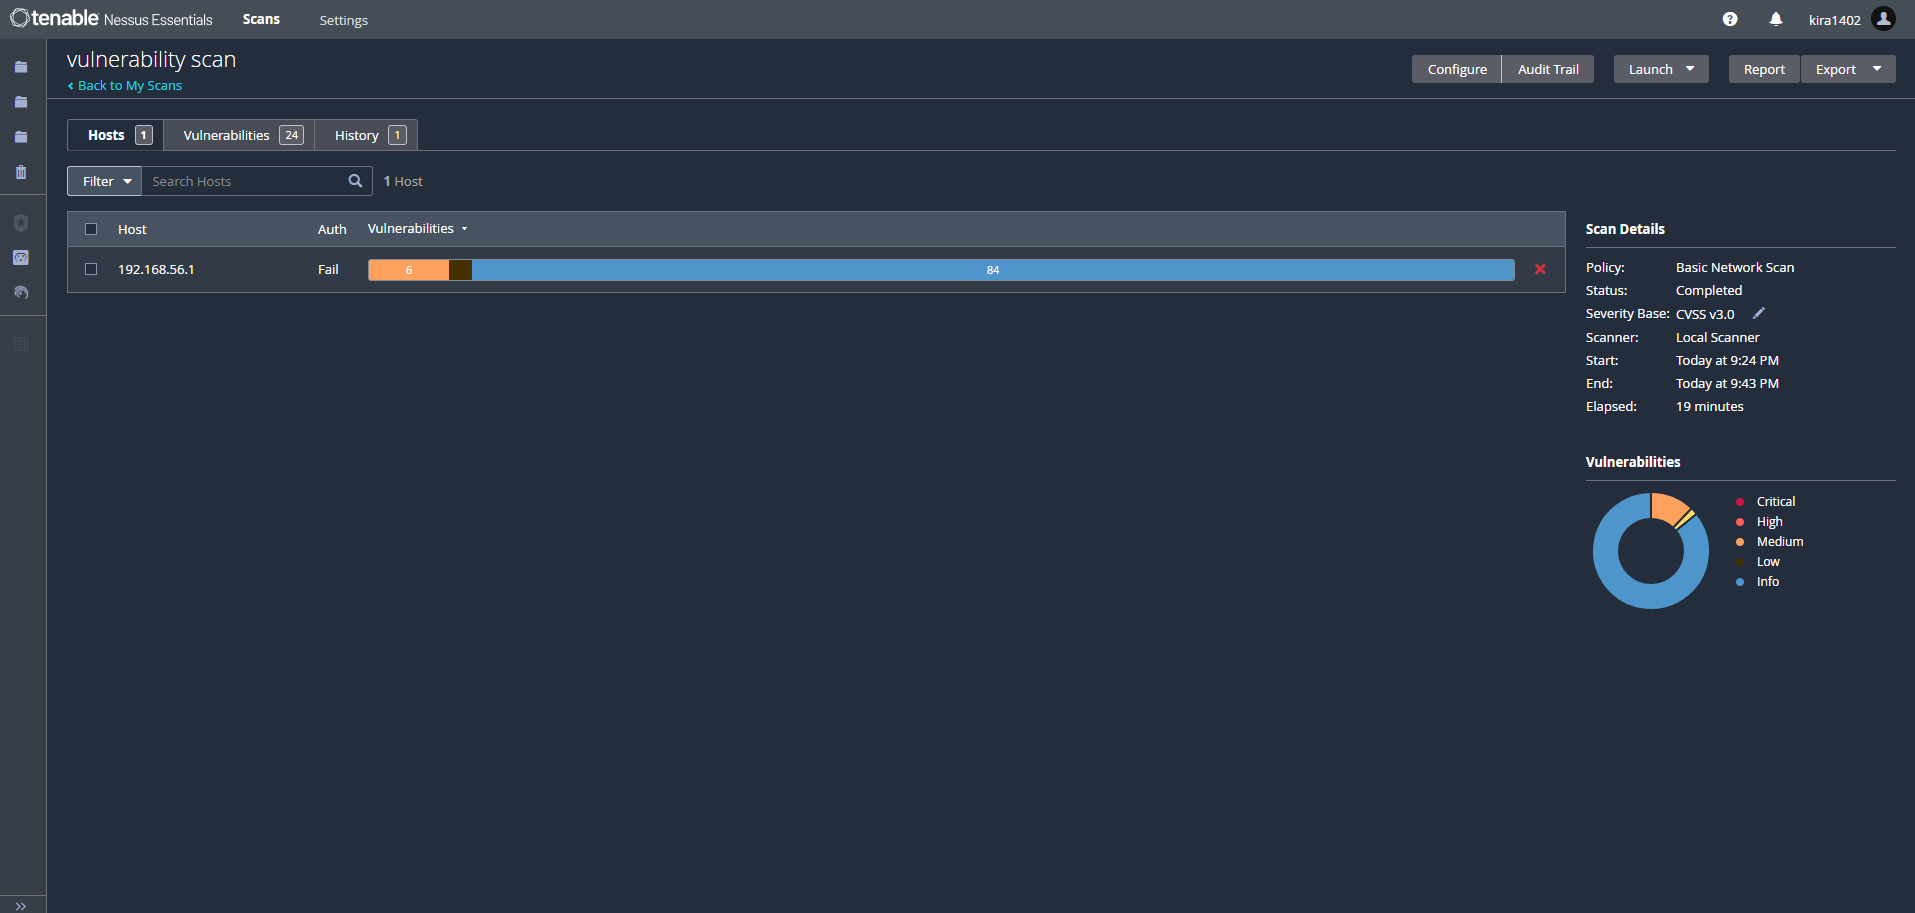 tenable Nessus Essentials Scans Settings ? kira1402
vulnerability scan
Back to My Scans
Configure Audit Trail Launch Report Export
Hosts 1 Vulnerabilities 24 History 1
Filter Search Hosts 1 Host
Host Auth Vulnerabilities
192.168.56.1 Fail 6 84
Scan Details
Policy: Basic Network Scan
Status: Completed
Severity Base: CVSS v3.0
Scanner: Local Scanner
Start: Today at 9:24 PM
End: Today at 9:43 PM
Elapsed: 19 minutes
Vulnerabilities
Critical
High
Medium
Low
Info